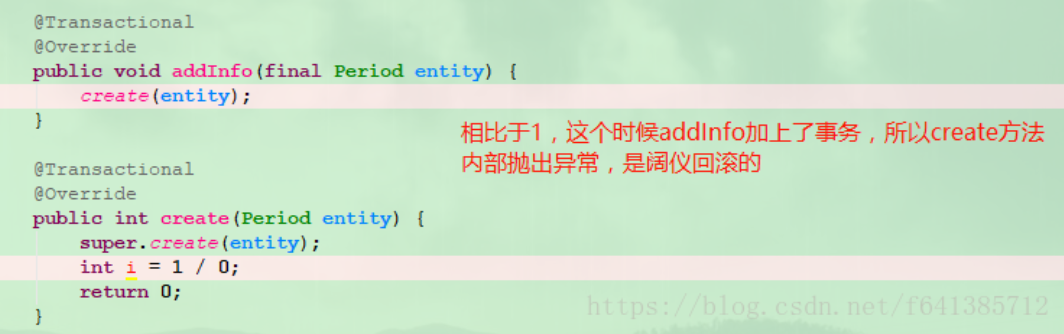 @Transactional
@Override
public void addInfo(final Period entity) {
create(entity);
}
相比于1，这个时候addInfo加上了事务，所以create方法
内部抛出异常，是阔仪回滚的
@Transactional
@Override
public int create(Period entity) {
super.create(entity);
int i = 1 / 0;
return 0;
}
https://blog.csdn.net/f641385712